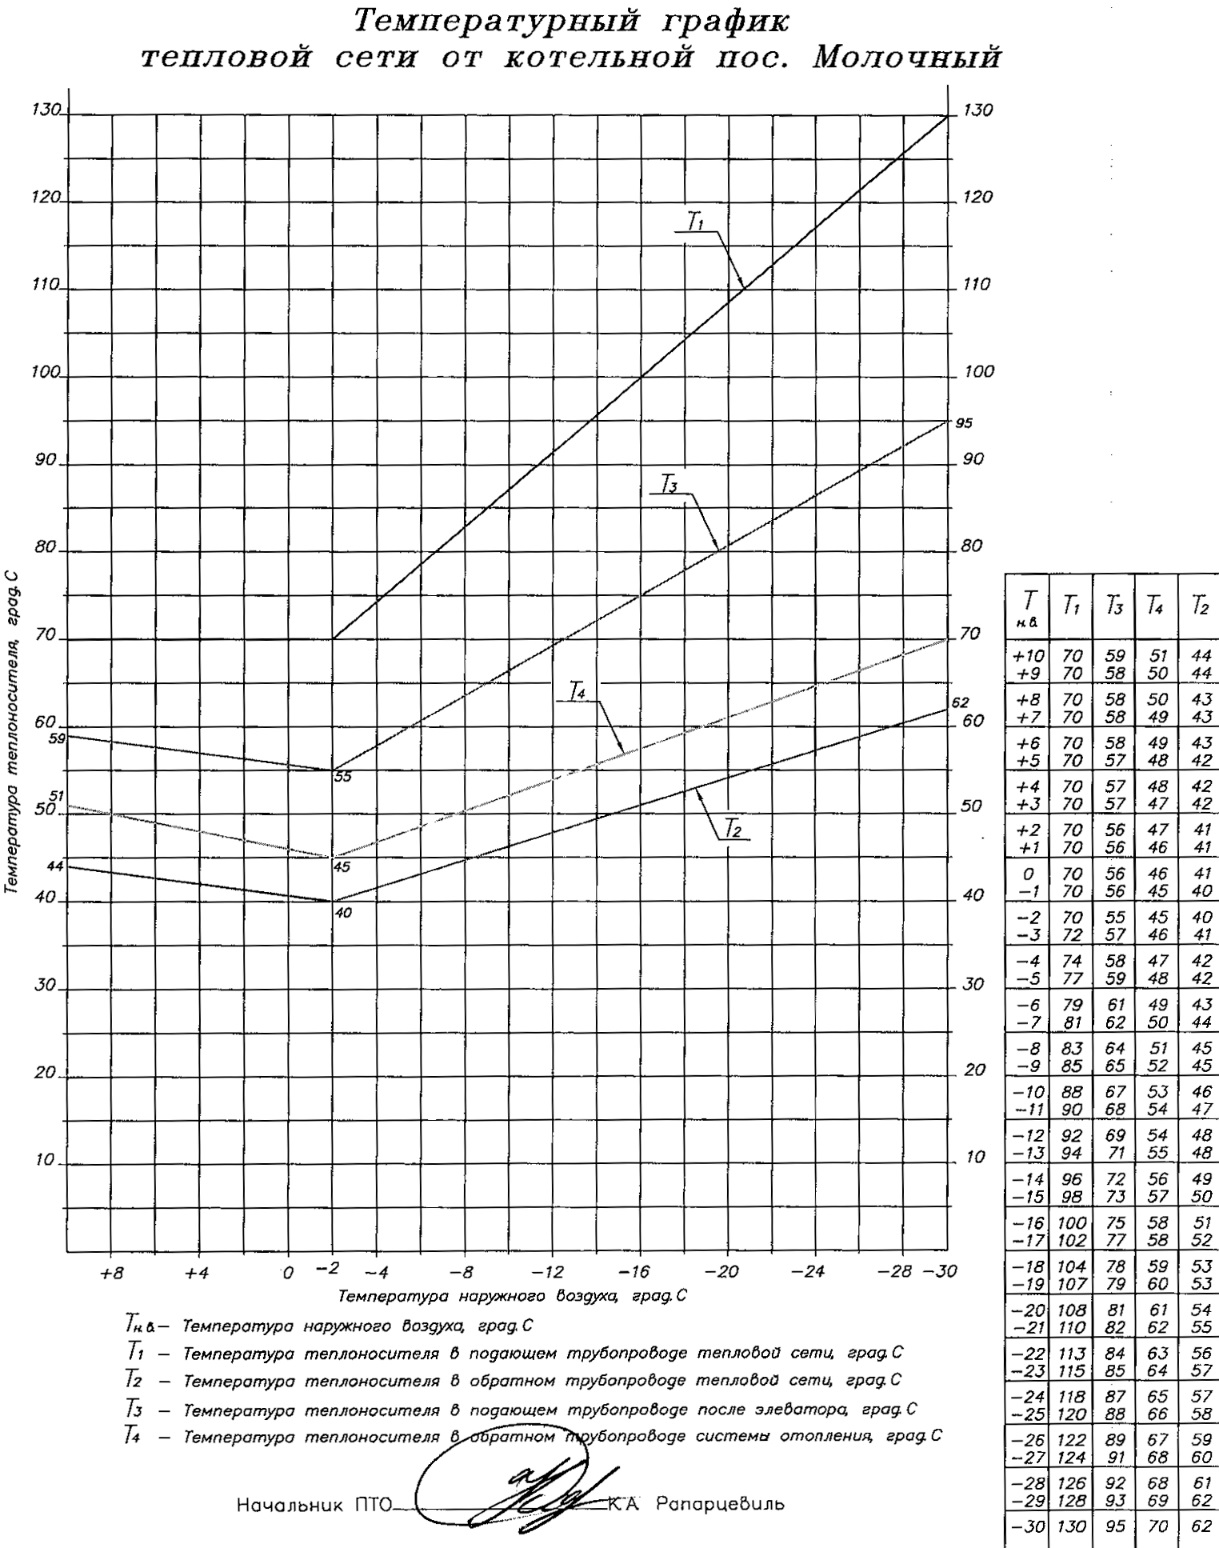 Температурный график
тепловой сети от котельной пос. Молочный
130
120
110
100
90
80
70
60
59
51
50
44
40
30
20
10
Температура теплоносителя, град.С
T1
T3
T4
T2
55
45
40
130
120
110
100
95
90
80
70
62
60
50
40
30
20
10
+8 +4 0 -2 -4 -8 -12 -16 -20 -24 -28 -30
Температура наружного воздуха, град.С
Тн.в.— Температура наружного воздуха, град.С
T1 — Температура теплоносителя в подающем трубопроводе тепловой сети, град.С
T2 — Температура теплоносителя в обратном трубопроводе тепловой сети, град.С
T3 — Температура теплоносителя в подающем трубопроводе после элеватора, град.С
T4 — Температура теплоносителя в обратном трубопроводе системы отопления, град.С
Начальник ПТО К.А Рапарцевиль
T н.в. T1 T3 T4 T2
+10 70 59 51 44
+9 70 58 50 44
+8 70 58 50 43
+7 70 58 49 43
+6 70 58 49 43
+5 70 57 48 42
+4 70 57 48 42
+3 70 57 47 42
+2 70 56 47 41
+1 70 56 46 41
0 70 56 46 41
-1 70 56 45 40
-2 70 55 45 40
-3 72 57 46 41
-4 74 58 47 42
-5 77 59 48 42
-6 79 61 49 43
-7 81 62 50 44
-8 83 64 51 45
-9 85 65 52 45
-10 88 67 53 46
-11 90 68 54 47
-12 92 69 54 48
-13 94 71 55 48
-14 96 72 56 49
-15 98 73 57 50
-16 100 75 58 51
-17 102 77 58 52
-18 104 78 59 53
-19 107 79 60 53
-20 108 81 61 54
-21 110 82 62 55
-22 113 84 63 56
-23 115 85 64 57
-24 118 87 65 57
-25 120 88 66 58
-26 122 89 67 59
-27 124 91 68 60
-28 126 92 68 61
-29 128 93 69 62
-30 130 95 70 62